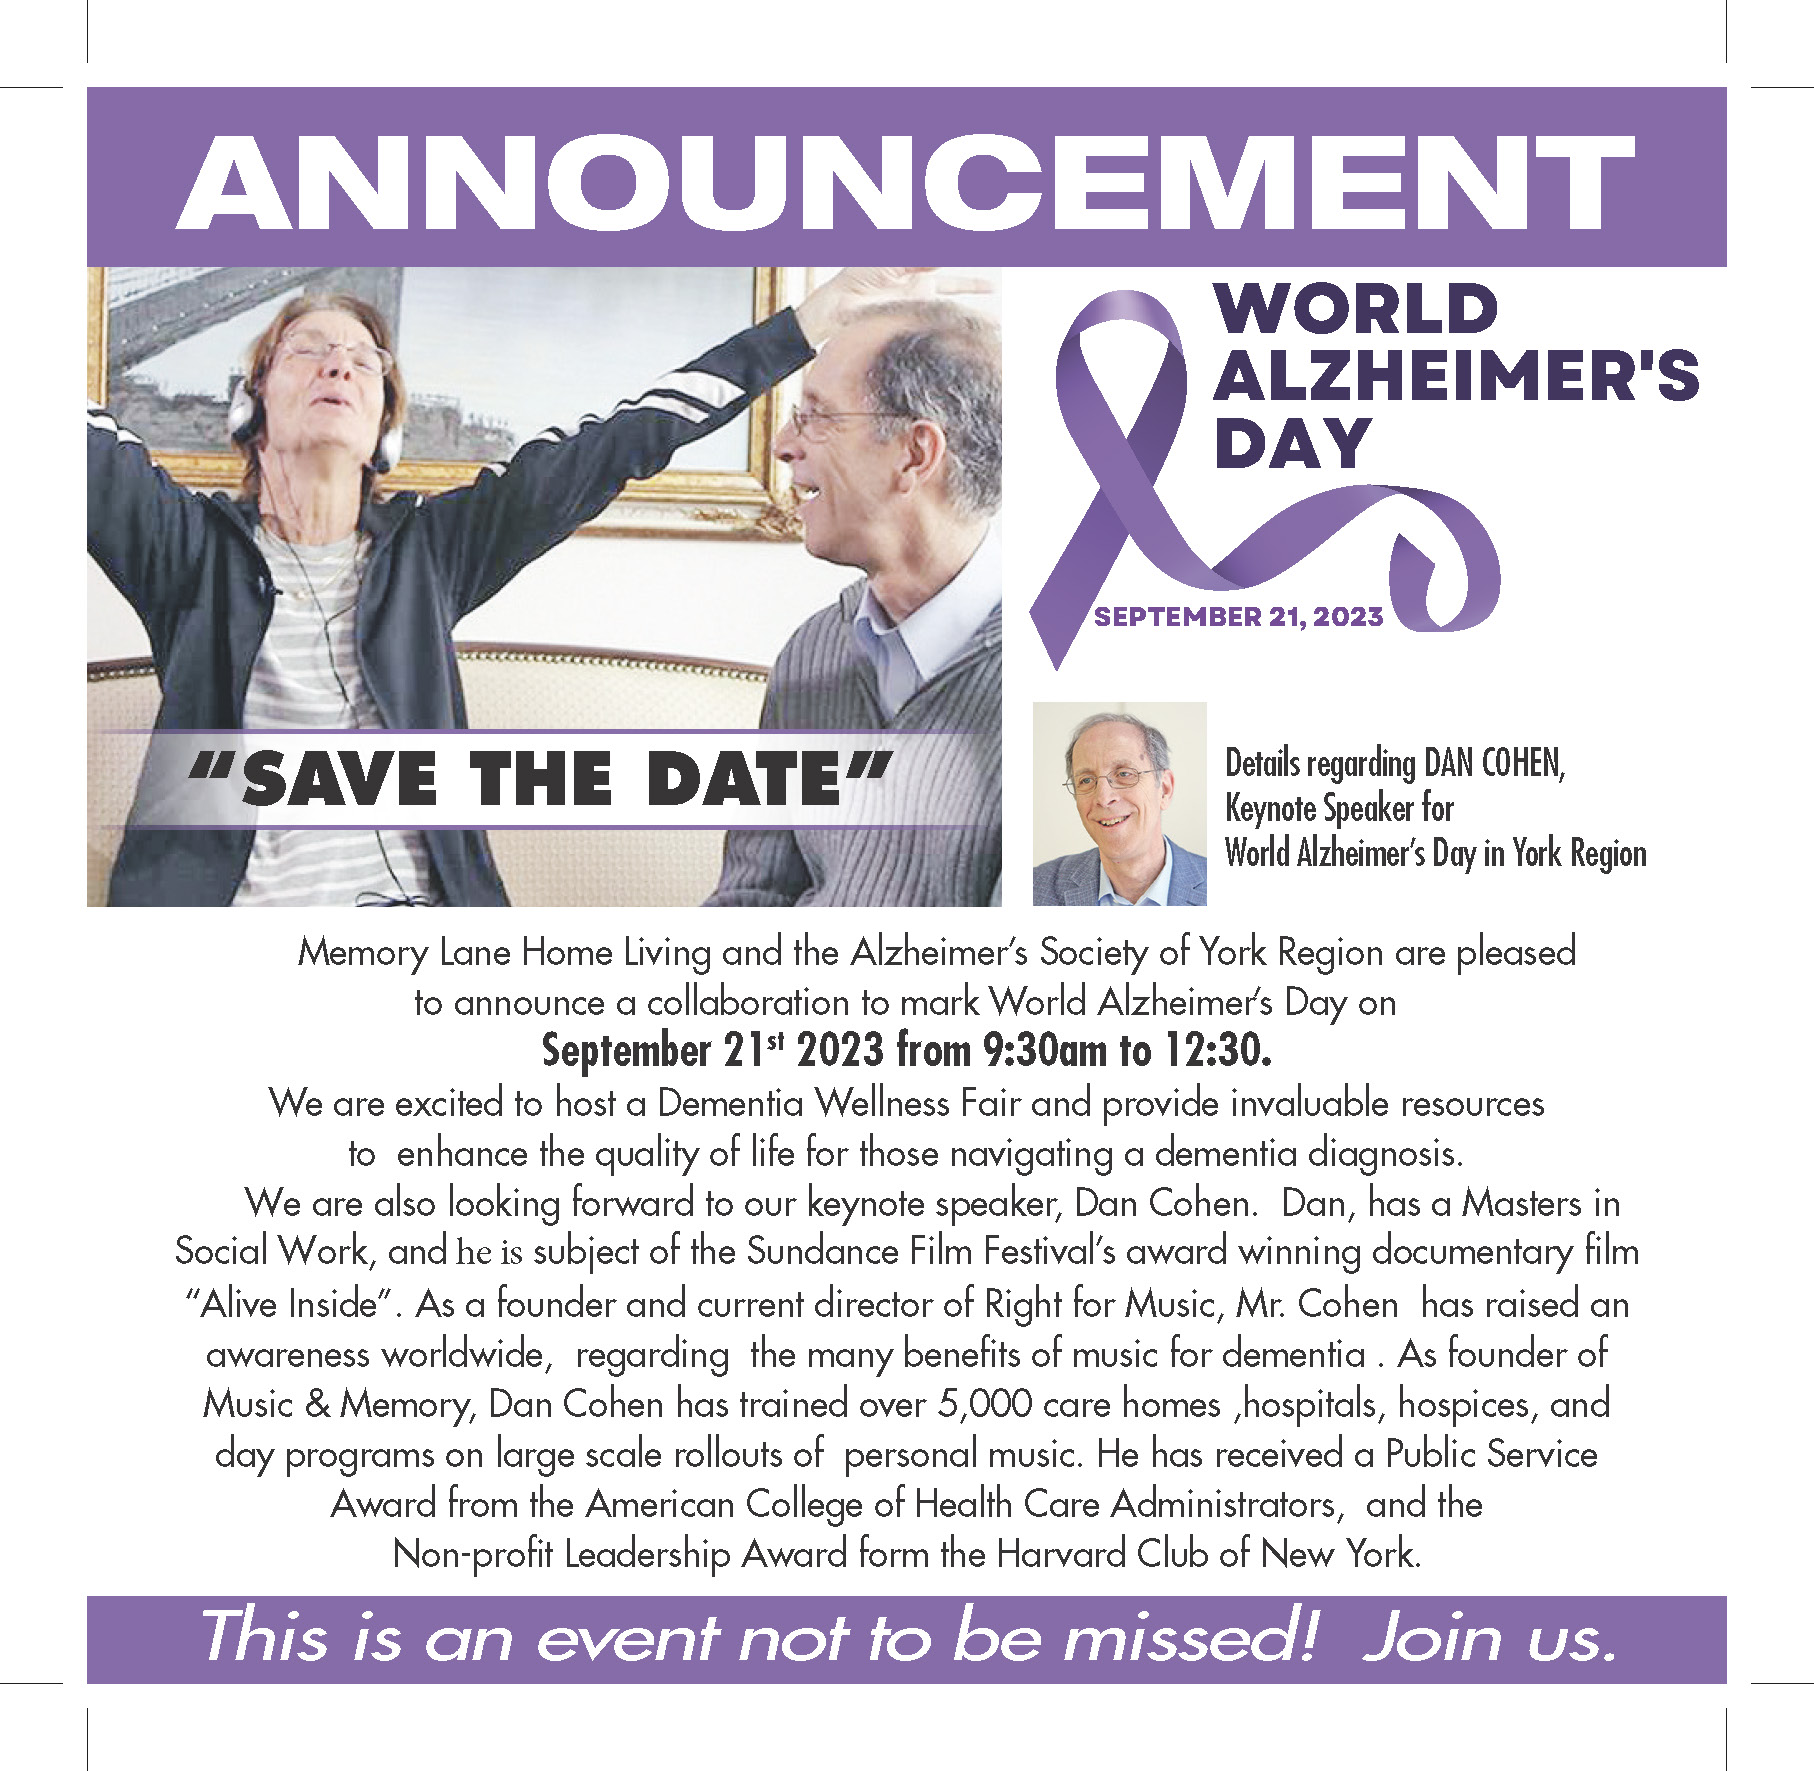 ANNOUNCEMENT
WORLD
ALZHEIMER'S
DAY
SEPTEMBER 21, 2023
"SAVE THE DATE"
Details regarding DAN COHEN,
Keynote Speaker for
World Alzheimer's Day in York Region
Memory Lane Home Living and the Alzheimer's Society of York Region are pleased
to announce a collaboration to mark World Alzheimer's Day on
September 21st 2023 from 9:30am to 12:30.
We are excited to host a Dementia Wellness Fair and provide invaluable resources
to enhance the quality of life for those navigating a dementia diagnosis.
We are also looking forward to our keynote speaker, Dan Cohen. Dan, has a Masters in
Social Work, and he is subject of the Sundance Film Festival's award winning documentary film
"Alive Inside". As a founder and current director of Right for Music, Mr. Cohen has raised an
awareness worldwide, regarding the many benefits of music for dementia . As founder of
Music & Memory, Dan Cohen has trained over 5,000 care homes ,hospitals, hospices, and
day programs on large scale rollouts of personal music. He has received a Public Service
Award from the American College of Health Care Administrators, and the
Non-profit Leadership Award form the Harvard Club of New York.
This is an event not to be missed! Join us.